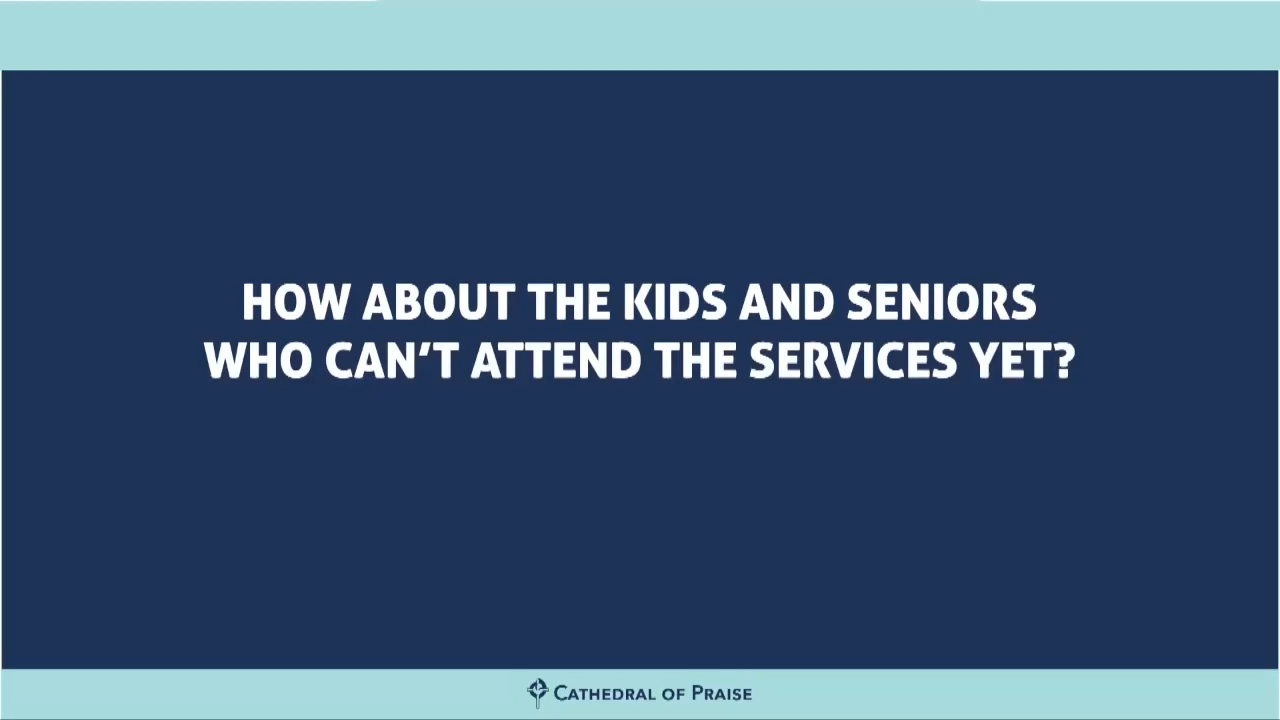 HOW ABOUT THE KIDS AND SENIORS
WHO CAN'T ATTEND THE SERVICES YET?
CATHEDRAL OF PRAISE